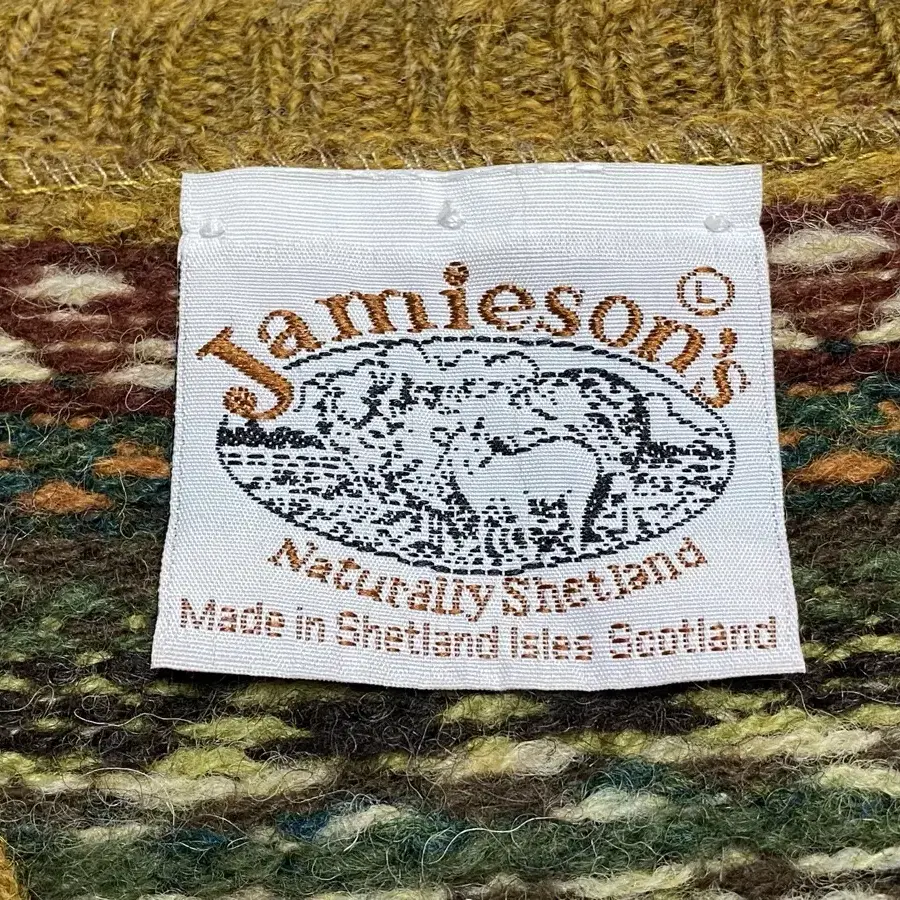 Jamieson's
L
Naturally Shetland
Made in Shetland Isles Scotland